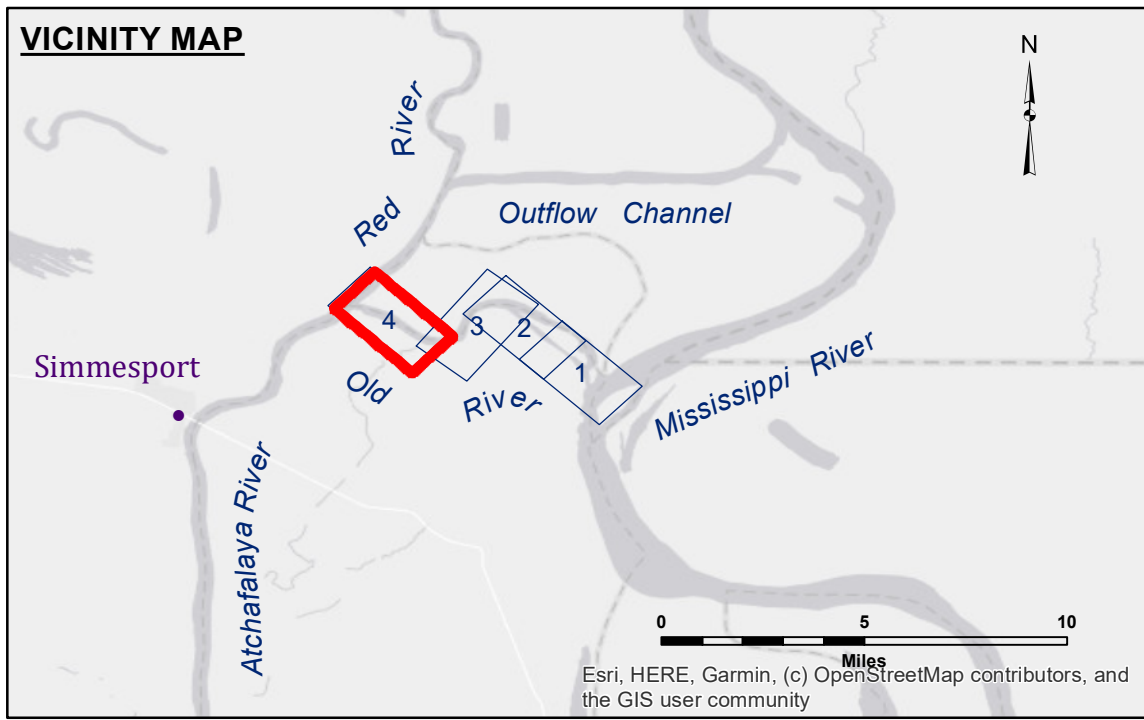 VICINITY MAP
N
Red River
Outflow Channel
4
3
2
1
Simmesport
Old River
Mississippi River
Atchafalaya River
0 5 10
Miles
Esri, HERE, Garmin, (c) OpenStreetMap contributors, and
the GIS user community